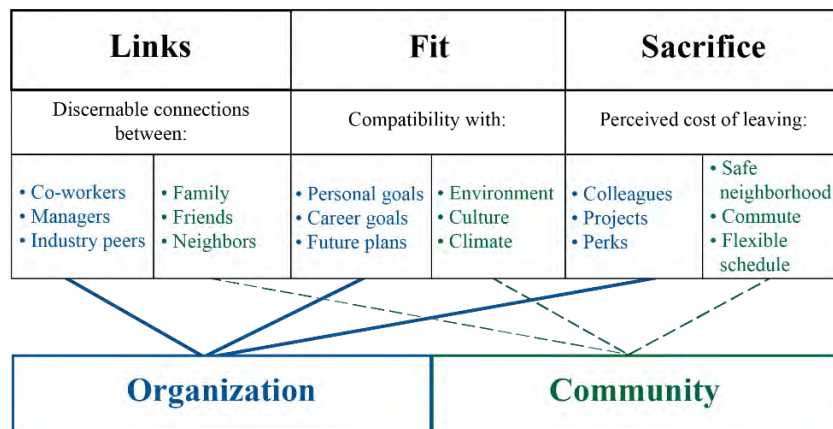 Links
Fit
Sacrifice
Discernable connections
between:
Compatibility with:
Perceived cost of leaving:
• Co-workers
• Managers
• Industry peers
• Family
• Friends
• Neighbors
• Personal goals
• Career goals
• Future plans
• Environment
• Culture
• Climate
• Colleagues
• Projects
• Perks
• Safe
neighborhood
• Commute
• Flexible
schedule
Organization
Community